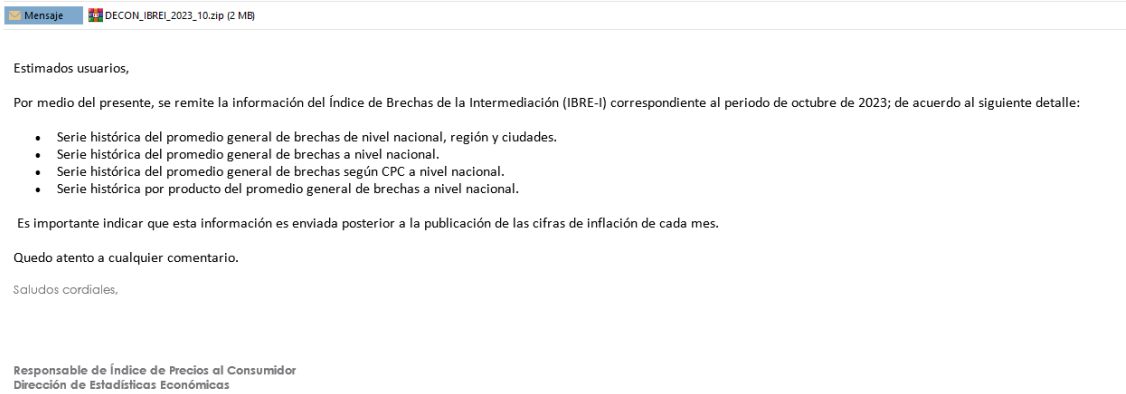 Mensaje DECON_IBREI_2023_10.zip (2 MB)
Estimados usuarios,
Por medio del presente, se remite la información del Índice de Brechas de la Intermediación (IBRE-I) correspondiente al periodo de octubre de 2023; de acuerdo al siguiente detalle:
• Serie histórica del promedio general de brechas de nivel nacional, región y ciudades.
• Serie histórica del promedio general de brechas a nivel nacional.
• Serie histórica del promedio general de brechas según CPC a nivel nacional.
• Serie histórica por producto del promedio general de brechas a nivel nacional.
Es importante indicar que esta información es enviada posterior a la publicación de las cifras de inflación de cada mes.
Quedo atento a cualquier comentario.
Saludos cordiales,
Responsable de Índice de Precios al Consumidor
Dirección de Estadísticas Económicas